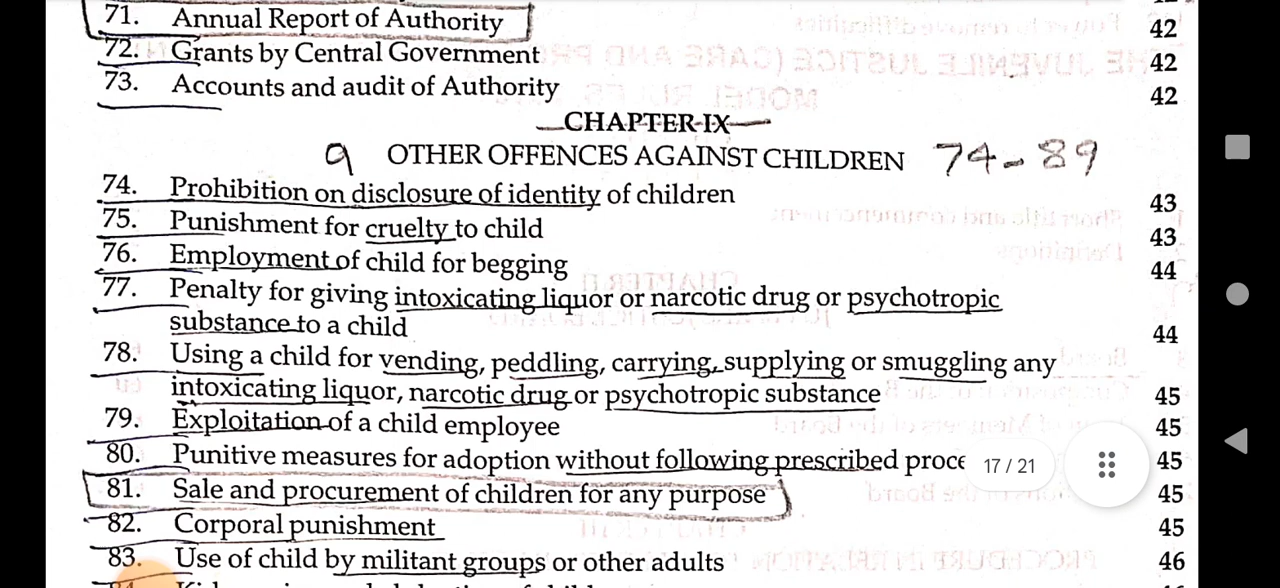 71. Annual Report of Authority 42
72. Grants by Central Government 42
73. Accounts and audit of Authority 42
CHAPTER-IX
9 OTHER OFFENCES AGAINST CHILDREN 74-89
74. Prohibition on disclosure of identity of children 43
75. Punishment for cruelty to child 43
76. Employment of child for begging 44
77. Penalty for giving intoxicating liquor or narcotic drug or psychotropic
substance to a child 44
78. Using a child for vending, peddling, carrying, supplying or smuggling any
intoxicating liquor, narcotic drug or psychotropic substance 45
79. Exploitation of a child employee 45
80. Punitive measures for adoption without following prescribed proce 45
17 / 21
81. Sale and procurement of children for any purpose 45
82. Corporal punishment 45
83. Use of child by militant groups or other adults 46